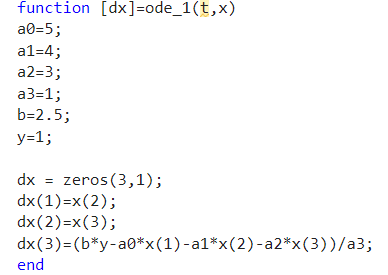 function [dx]=ode_1(t,x)
a0=5;
a1=4;
a2=3;
a3=1;
b=2.5;
y=1;
dx = zeros(3,1);
dx(1)=x(2);
dx(2)=x(3);
dx(3)=(b*y-a0*x(1)-a1*x(2)-a2*x(3))/a3;
end